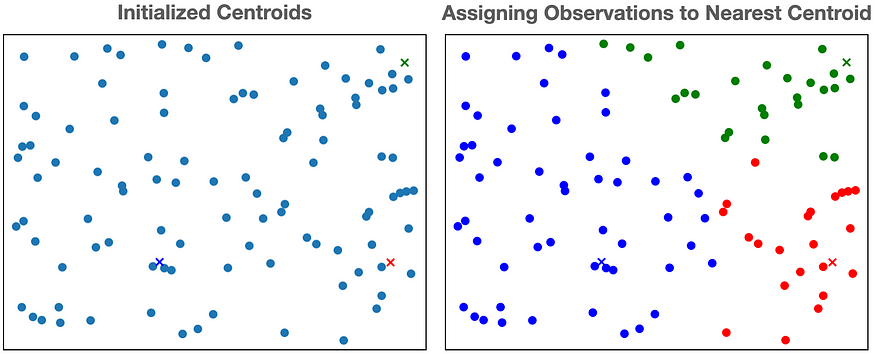 Initialized Centroids
Assigning Observations to Nearest Centroid